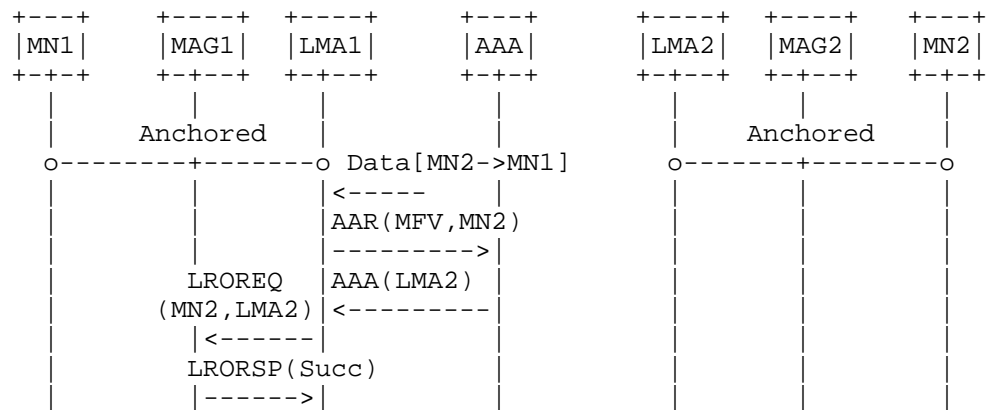 +---+ +----+ +----+ +---+ +----+ +----+ +---+
|MN1| |MAG1| |LMA1| |AAA| |LMA2| |MAG2| |MN2|
+-+-+ +-+--+ +-+--+ +-+-+ +-+--+ +-+--+ +-+-+
| | | | | | |
| Anchored | | | Anchored |
o--------+-------o Data[MN2->MN1] o-------+--------o
| | |<----- | | | |
| | |AAR(MFV,MN2) | | |
| | |--------->| | | |
| LROREQ |AAA(LMA2) | | | |
| (MN2,LMA2)|<---------| | | |
| |<------| | | | |
| LRORSP(Succ) | | | |
| |------>| | | | |